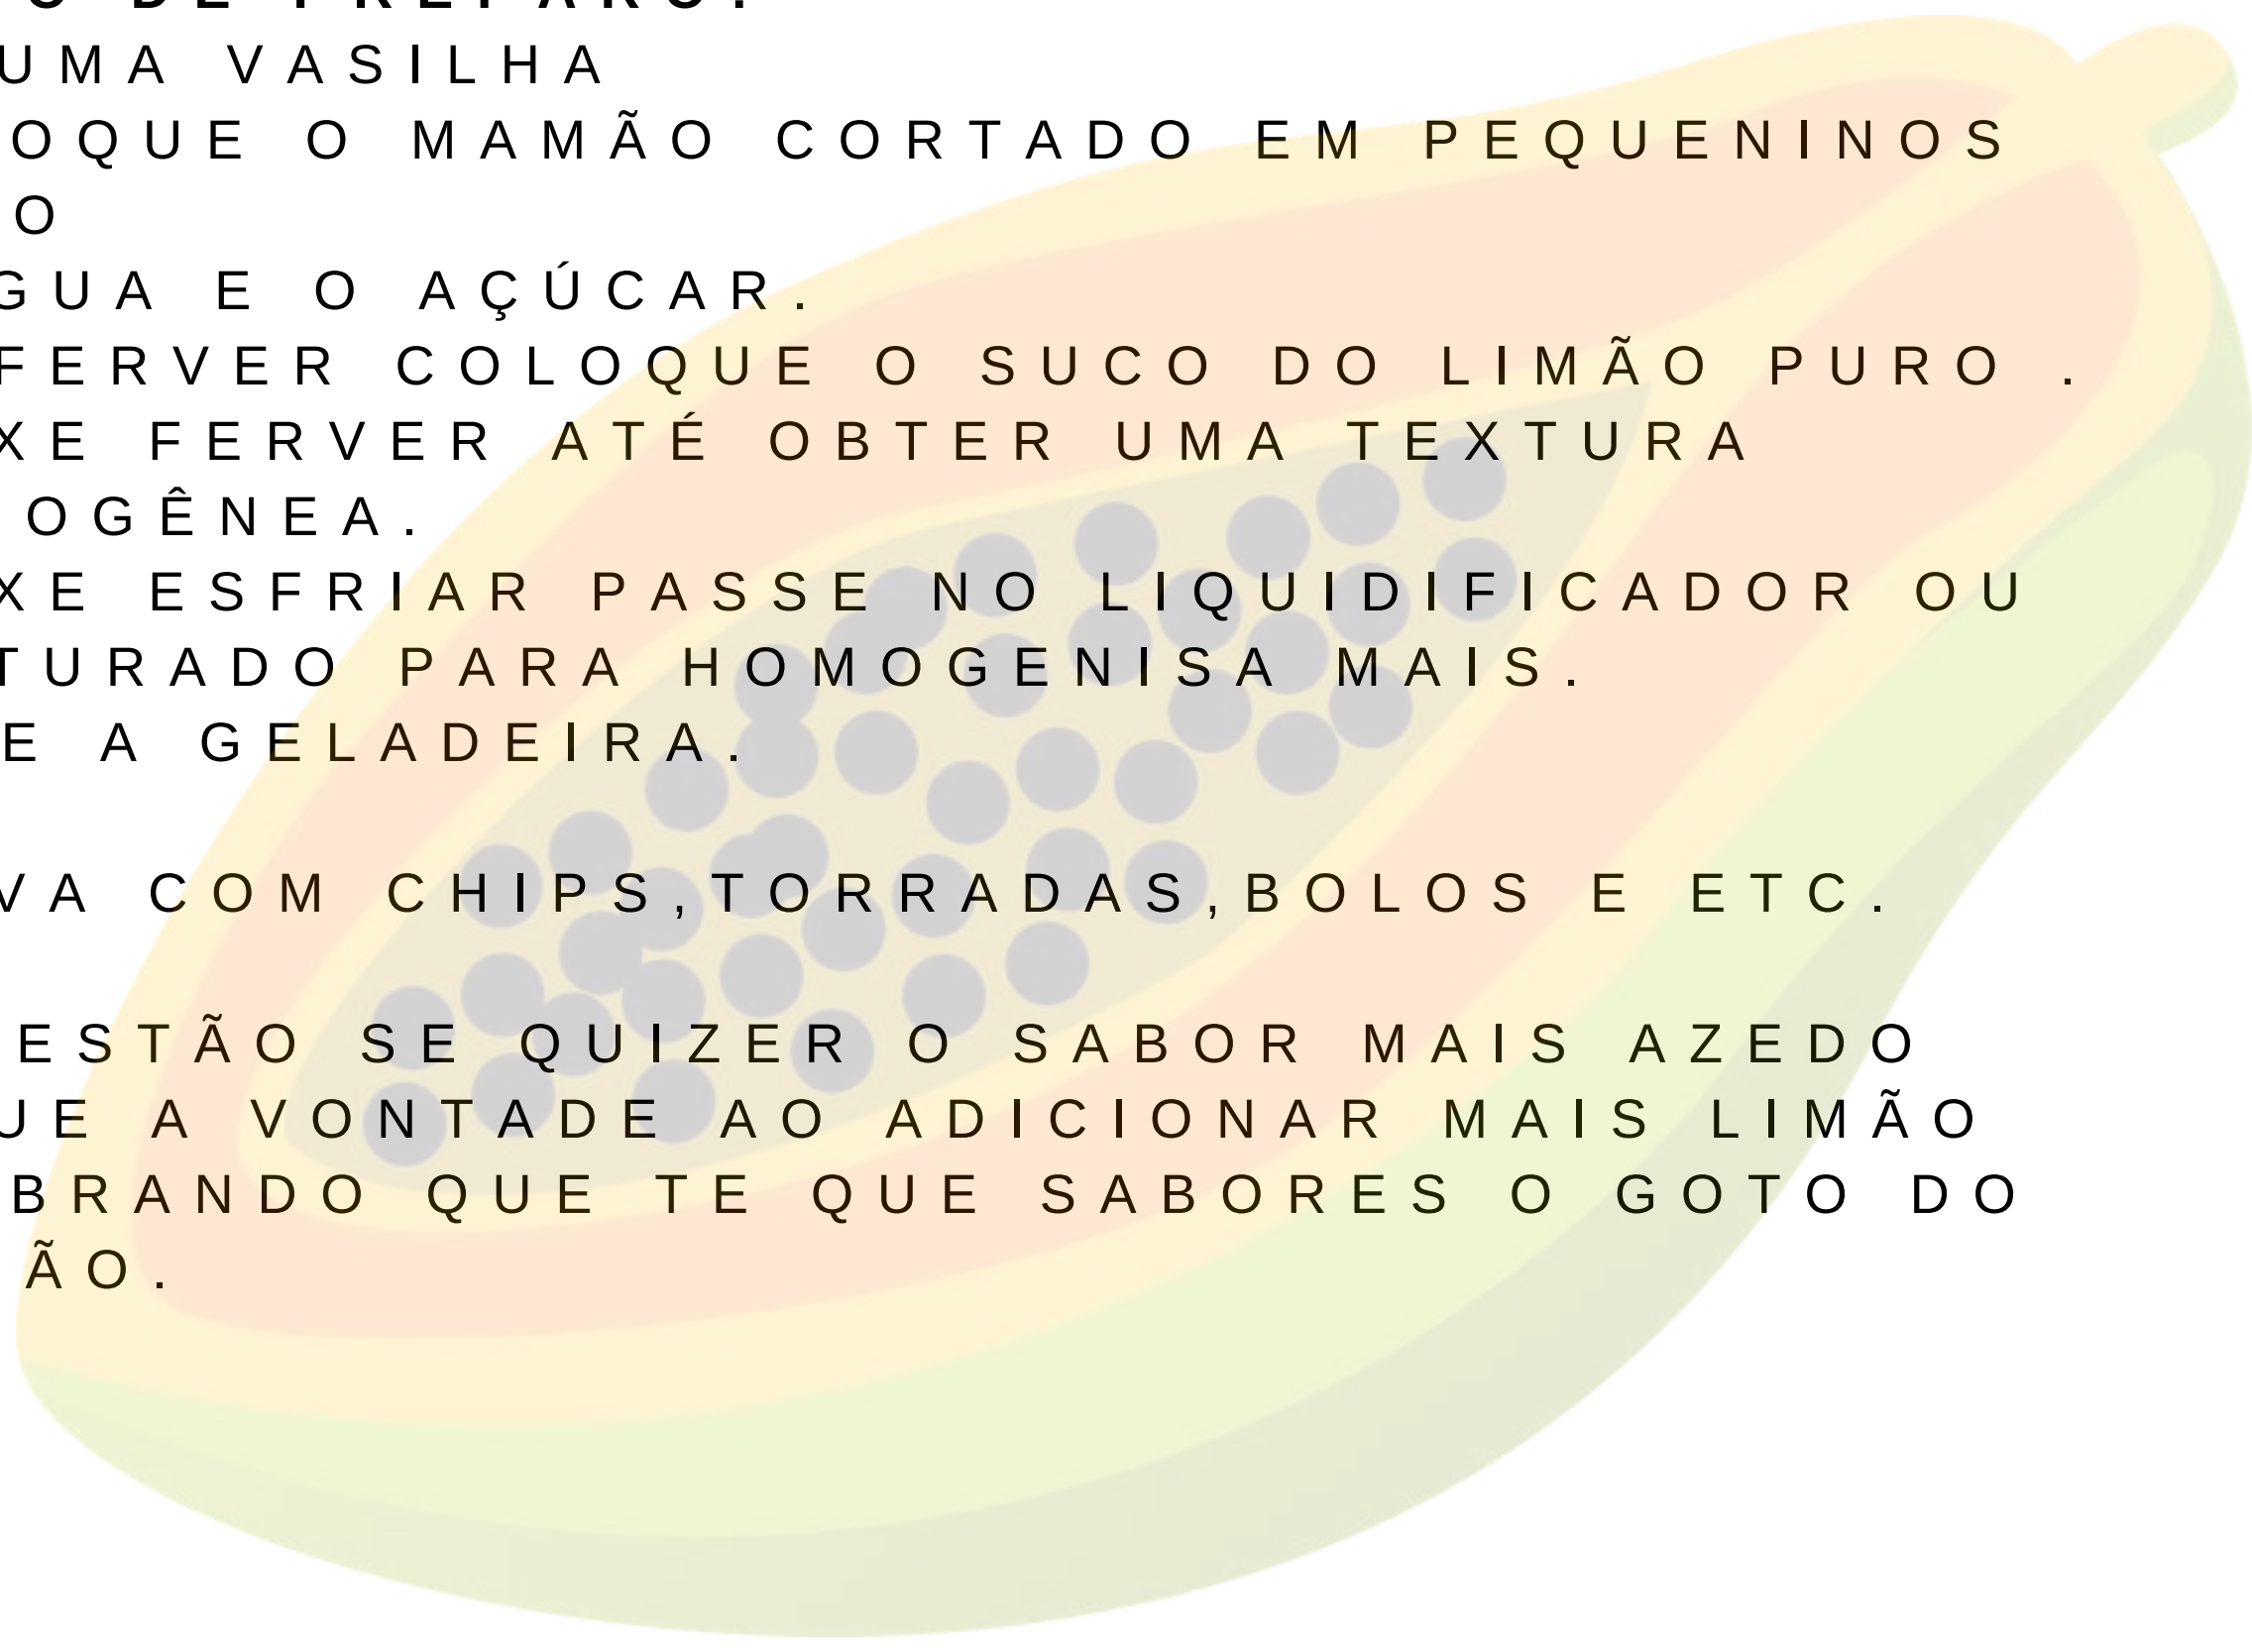 O DE PREPARO:
UMA VASILHA
OQUE O MAMÃO CORTADO EM PEQUENINOS
O
GUA E O AÇÚCAR.
FERVER COLOQUE O SUCO DO LIMÃO PURO .
XE FERVER ATÉ OBTER UMA TEXTURA
OGÊNEA.
XE ESFRIAR PASSE NO LIQUIDIFICADOR OU
TURADO PARA HOMOGENISA MAIS.
E A GELADEIRA.
VA COM CHIPS,TORRADAS,BOLOS E ETC.
ESTÃO SE QUIZER O SABOR MAIS AZEDO
UE A VONTADE AO ADICIONAR MAIS LIMÃO
BRANDO QUE TE QUE SABORES O GOTO DO
ÃO.